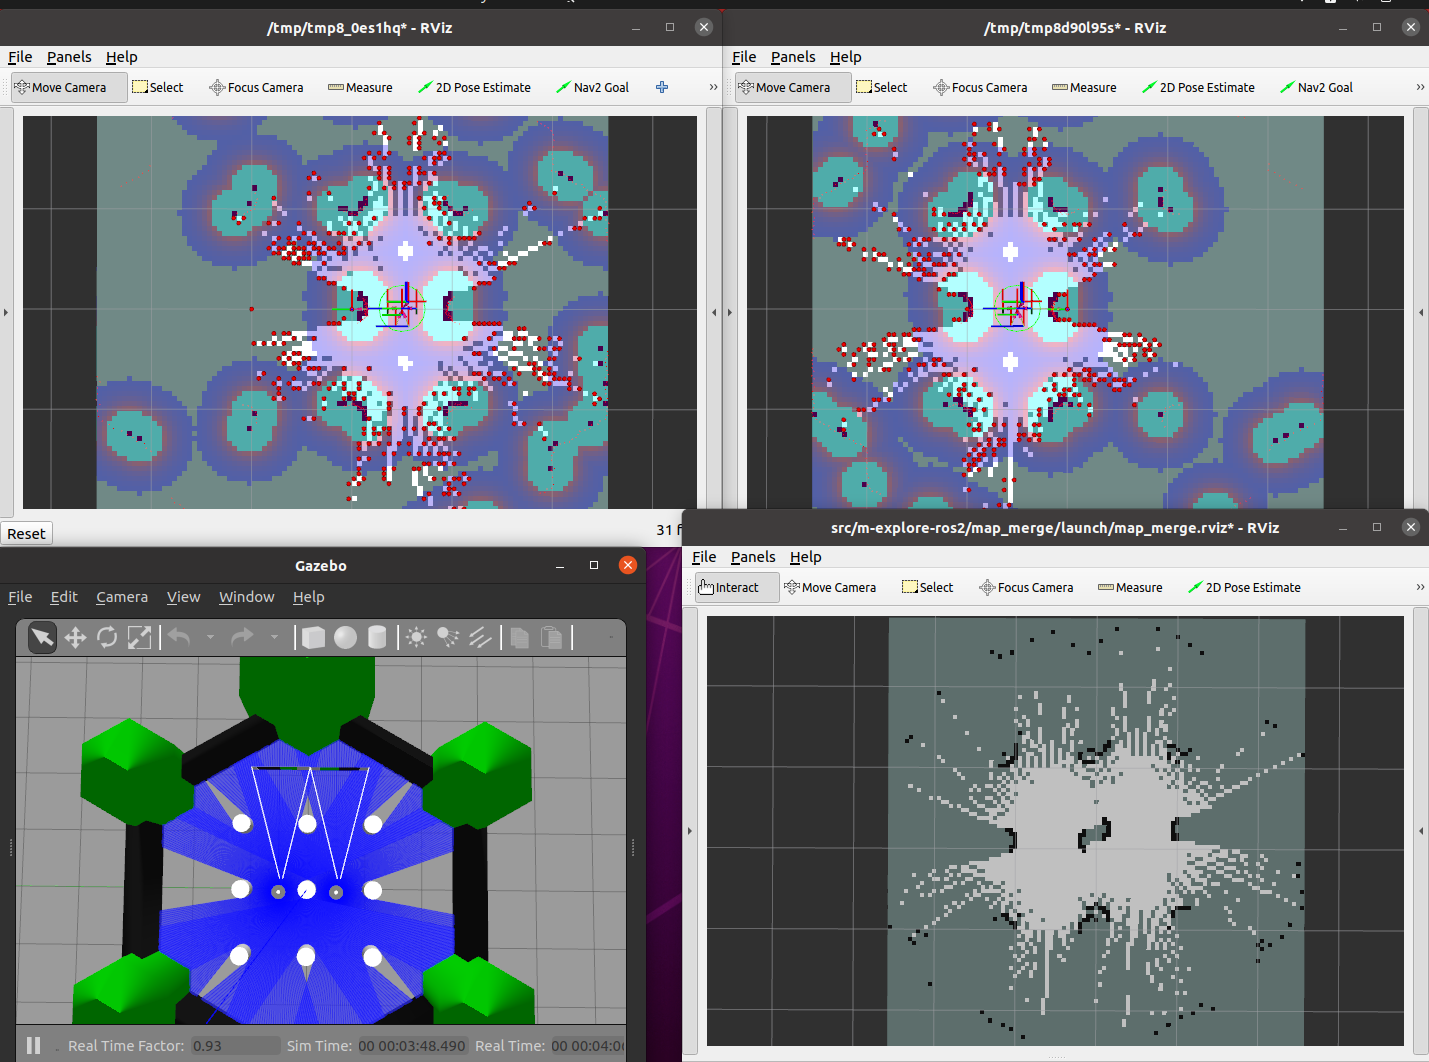 /tmp/tmp8_0es1hq* - RViz
File Panels Help
Move Camera Select Focus Camera Measure 2D Pose Estimate Nav2 Goal
Reset
31 f
/tmp/tmp8d90l95s* - RViz
File Panels Help
Move Camera Select Focus Camera Measure 2D Pose Estimate Nav2 Goal
Gazebo
File Edit Camera View Window Help
Real Time Factor: 0.93 Sim Time: 00 00:03:48.490 Real Time: 00 00:04:0
src/m-explore-ros2/map_merge/launch/map_merge.rviz* - RViz
File Panels Help
Interact Move Camera Select Focus Camera Measure 2D Pose Estimate